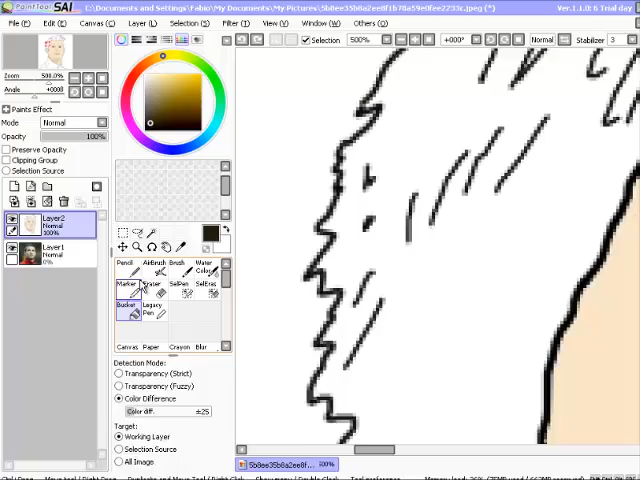 PaintTool SAI
C:\Documents and Settings\Fabio\My Documents\My Pictures\5b8ee35b8a2ee8f1b78a59e0fee2233c.jpeg (*)
Ver.1.1.0: 6 Trial day
File (F) Edit (E) Canvas (C) Layer (L) Selection (S) Filter (T) View (V) Window (W) Others (O)
Selection 500% +000° Normal Stabilizer 3
Zoom 500.0%
Angle +0000
Paints Effect
Mode Normal
Opacity 100%
Preserve Opacity
Clipping Group
Selection Source
Layer2
Normal
100%
Layer1
Normal
0%
Pencil AirBrush Brush Water Color
Marker Eraser SelPen SelEras
Bucket Legacy Pen
Canvas Paper Crayon Blur
Detection Mode:
Transparency (Strict)
Transparency (Fuzzy)
Color Difference
Color diff. ±25
Target:
Working Layer
Selection Source
All Image
5b8ee35b8a2ee8f... 500%